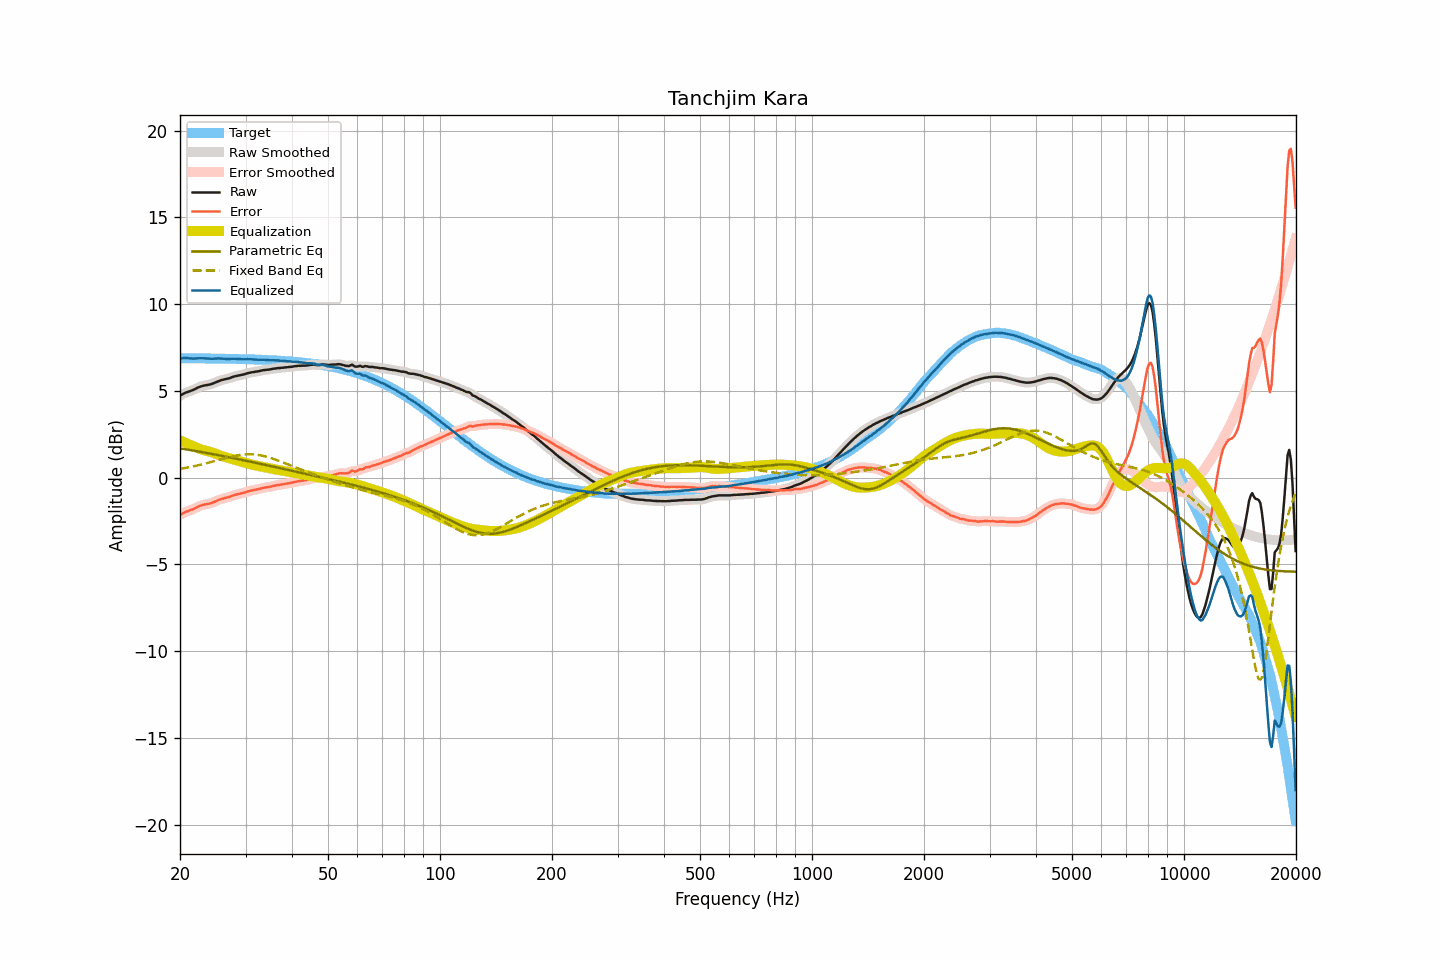 Tanchjim Kara
Target
Raw Smoothed
Error Smoothed
Raw
Error
Equalization
Parametric Eq
Fixed Band Eq
Equalized
20
15
10
5
0
−5
−10
−15
−20
Amplitude (dBr)
20 50 100 200 500 1000 2000 5000 10000 20000
Frequency (Hz)